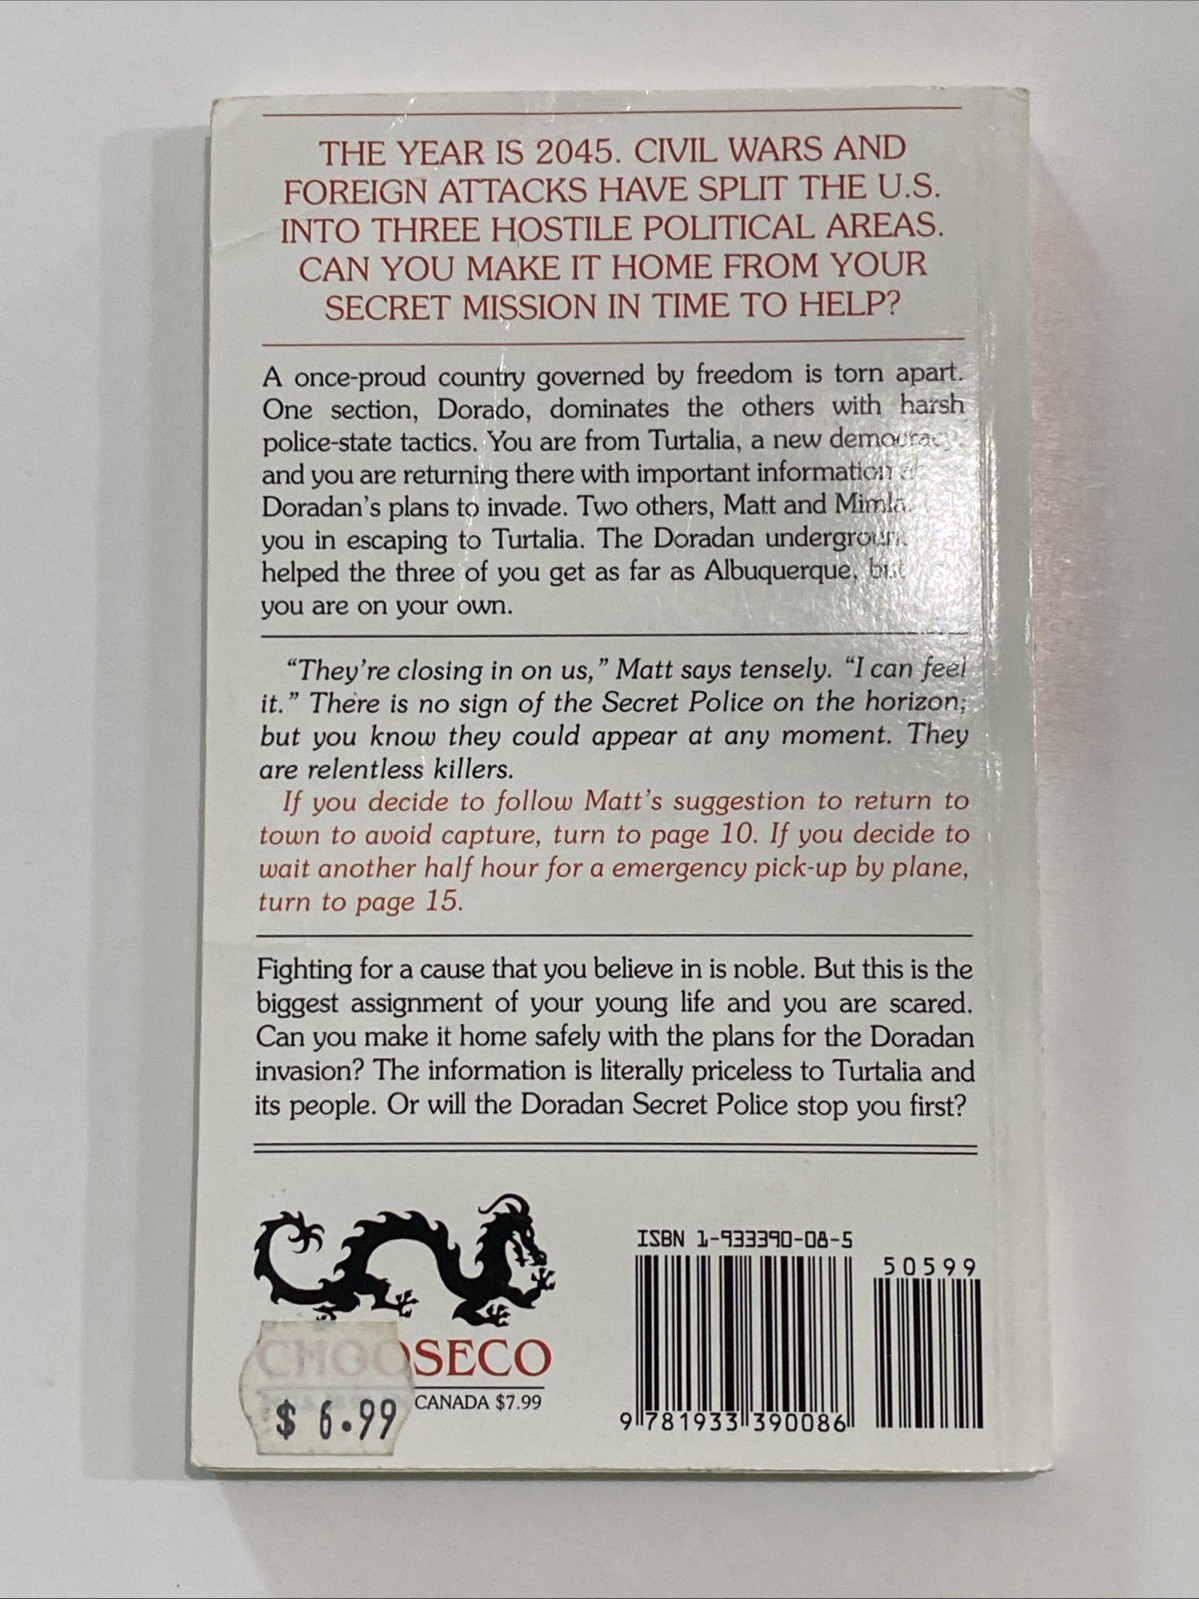 THE YEAR IS 2045. CIVIL WARS AND
FOREIGN ATTACKS HAVE SPLIT THE U.S.
INTO THREE HOSTILE POLITICAL AREAS.
CAN YOU MAKE IT HOME FROM YOUR
SECRET MISSION IN TIME TO HELP?
A once-proud country governed by freedom is torn apart.
One section, Dorado, dominates the others with harsh
police-state tactics. You are from Turtalia, a new democracy
and you are returning there with important information
Doradan's plans to invade. Two others, Matt and Mimla,
you in escaping to Turtalia. The Doradan underground
helped the three of you get as far as Albuquerque, but
you are on your own.
“They're closing in on us,” Matt says tensely. “I can feel
it.” There is no sign of the Secret Police on the horizon,
but you know they could appear at any moment. They
are relentless killers.
If you decide to follow Matt's suggestion to return to
town to avoid capture, turn to page 10. If you decide to
wait another half hour for a emergency pick-up by plane,
turn to page 15.
Fighting for a cause that you believe in is noble. But this is the
biggest assignment of your young life and you are scared.
Can you make it home safely with the plans for the Doradan
invasion? The information is literally priceless to Turtalia and
its people. Or will the Doradan Secret Police stop you first?
CHOOSECO
CANADA $7.99
$ 6.99
ISBN 1-933390-08-5
50599
9 781933 390086